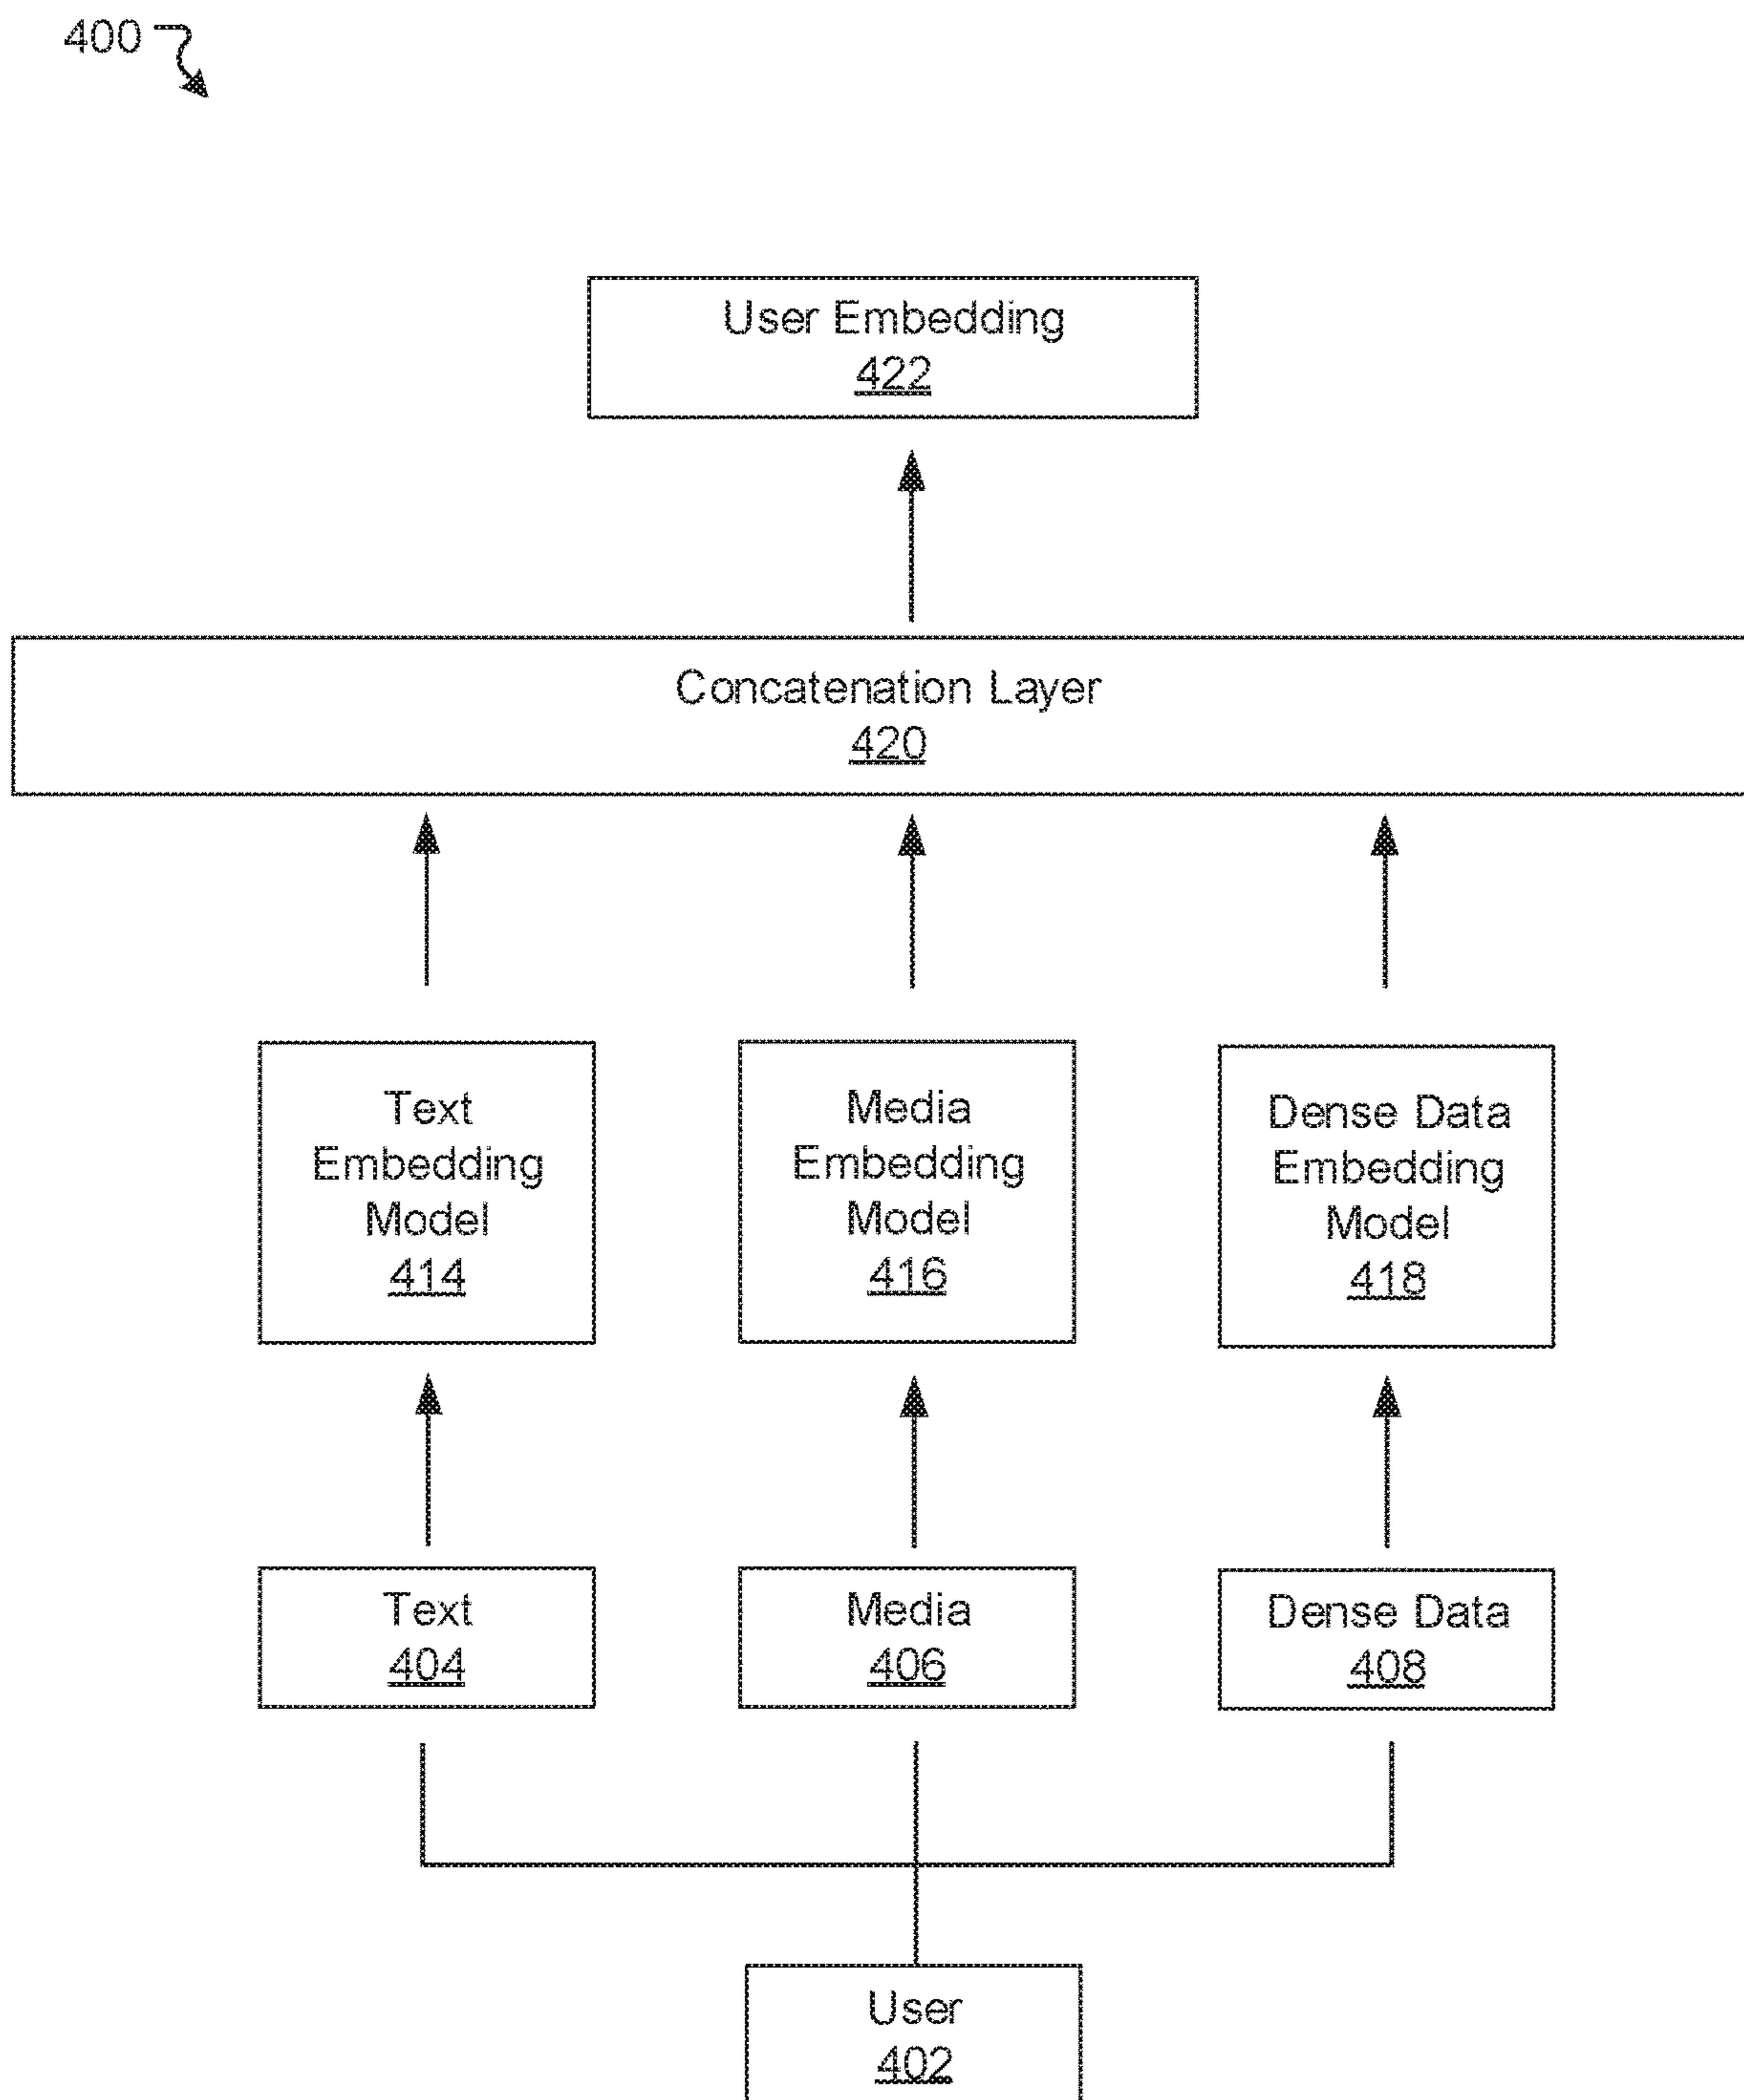 400
User Embedding
422
Concatenation Layer
420
Text
Embedding
Model
414
Media
Embedding
Model
416
Dense Data
Embedding
Model
418
Text
404
Media
406
Dense Data
408
User
402